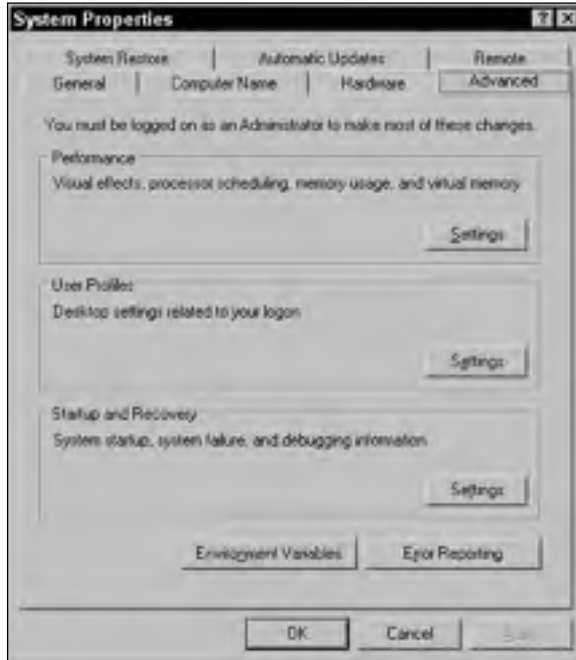 System Properties
System Restore Automatic Updates Remote
General Computer Name Hardware Advanced
You must be logged on as an Administrator to make most of these changes.
Performance
Visual effects, processor scheduling, memory usage, and virtual memory
Settings
User Profiles
Desktop settings related to your logon
Settings
Startup and Recovery
System startup, system failure, and debugging information
Settings
Environment Variables Error Reporting
OK Cancel